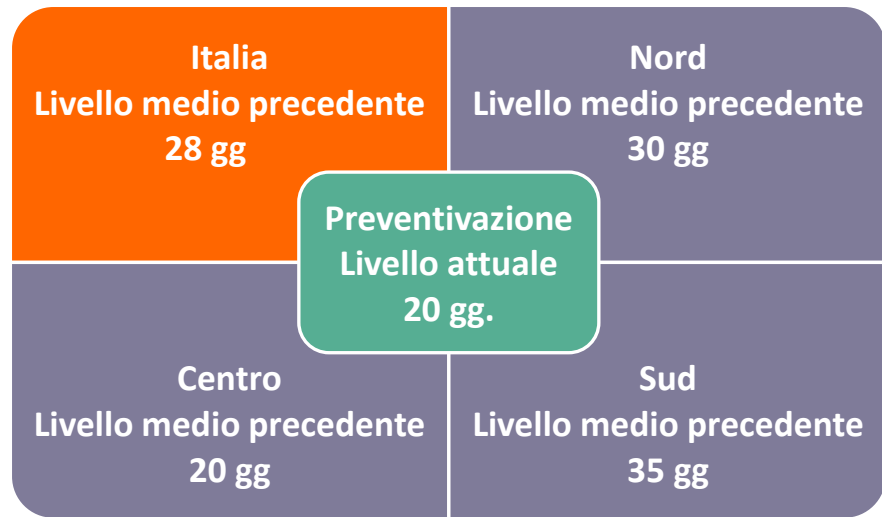 Italia
Livello medio precedente
28 gg
Nord
Livello medio precedente
30 gg
Preventivazione
Livello attuale
20 gg.
Centro
Livello medio precedente
20 gg
Sud
Livello medio precedente
35 gg